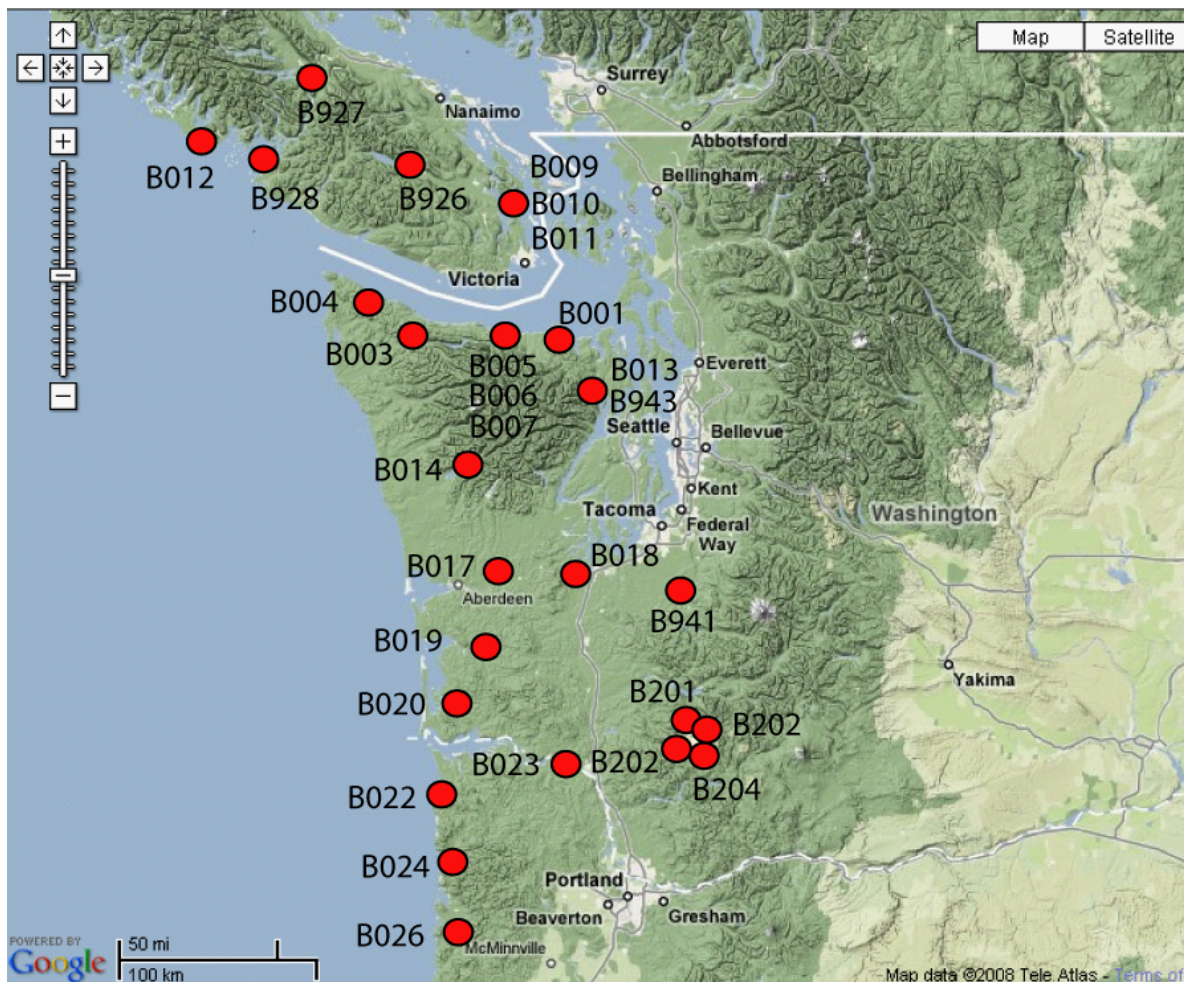 Map
Satellite
Surrey
B927
Nanaimo
Abbotsford
B012
B928
B926
B009
B010
B011
Bellingham
Victoria
B004
B003
B005
B006
B007
B001
B013
B943
Everett
Seattle
Bellevue
B014
Kent
Tacoma
Federal
Way
Washington
B017
B018
Aberdeen
B941
B019
Yakima
B201
B020
B202
B023
B202
B204
B022
B024
Portland
Beaverton
Gresham
B026
McMinnville
POWERED BY
Google
50 mi
100 km
Map data ©2008 Tele Atlas - Terms of